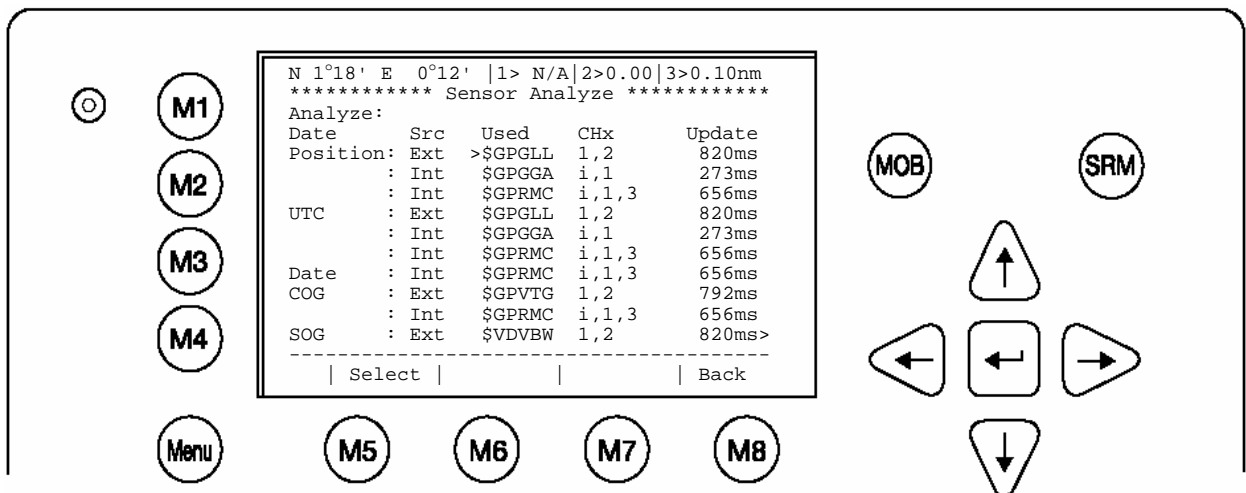 N 1°18' E 0°12' |1> N/A|2>0.00|3>0.10nm
************ Sensor Analyze ************
Analyze:
Date Src Used CHx Update
Position: Ext >$GPGLL 1,2 820ms
: Int $GPGGA i,1 273ms
: Int $GPRMC i,1,3 656ms
UTC : Ext $GPGLL 1,2 820ms
: Int $GPGGA i,1 273ms
: Int $GPRMC i,1,3 656ms
Date : Int $GPRMC i,1,3 656ms
COG : Ext $GPVTG 1,2 792ms
: Int $GPRMC i,1,3 656ms
SOG : Ext $VDVBW 1,2 820ms>
----------------------------------------
| Select | | | Back
M1
M2
M3
M4
Menu
M5
M6
M7
M8
MOB
SRM